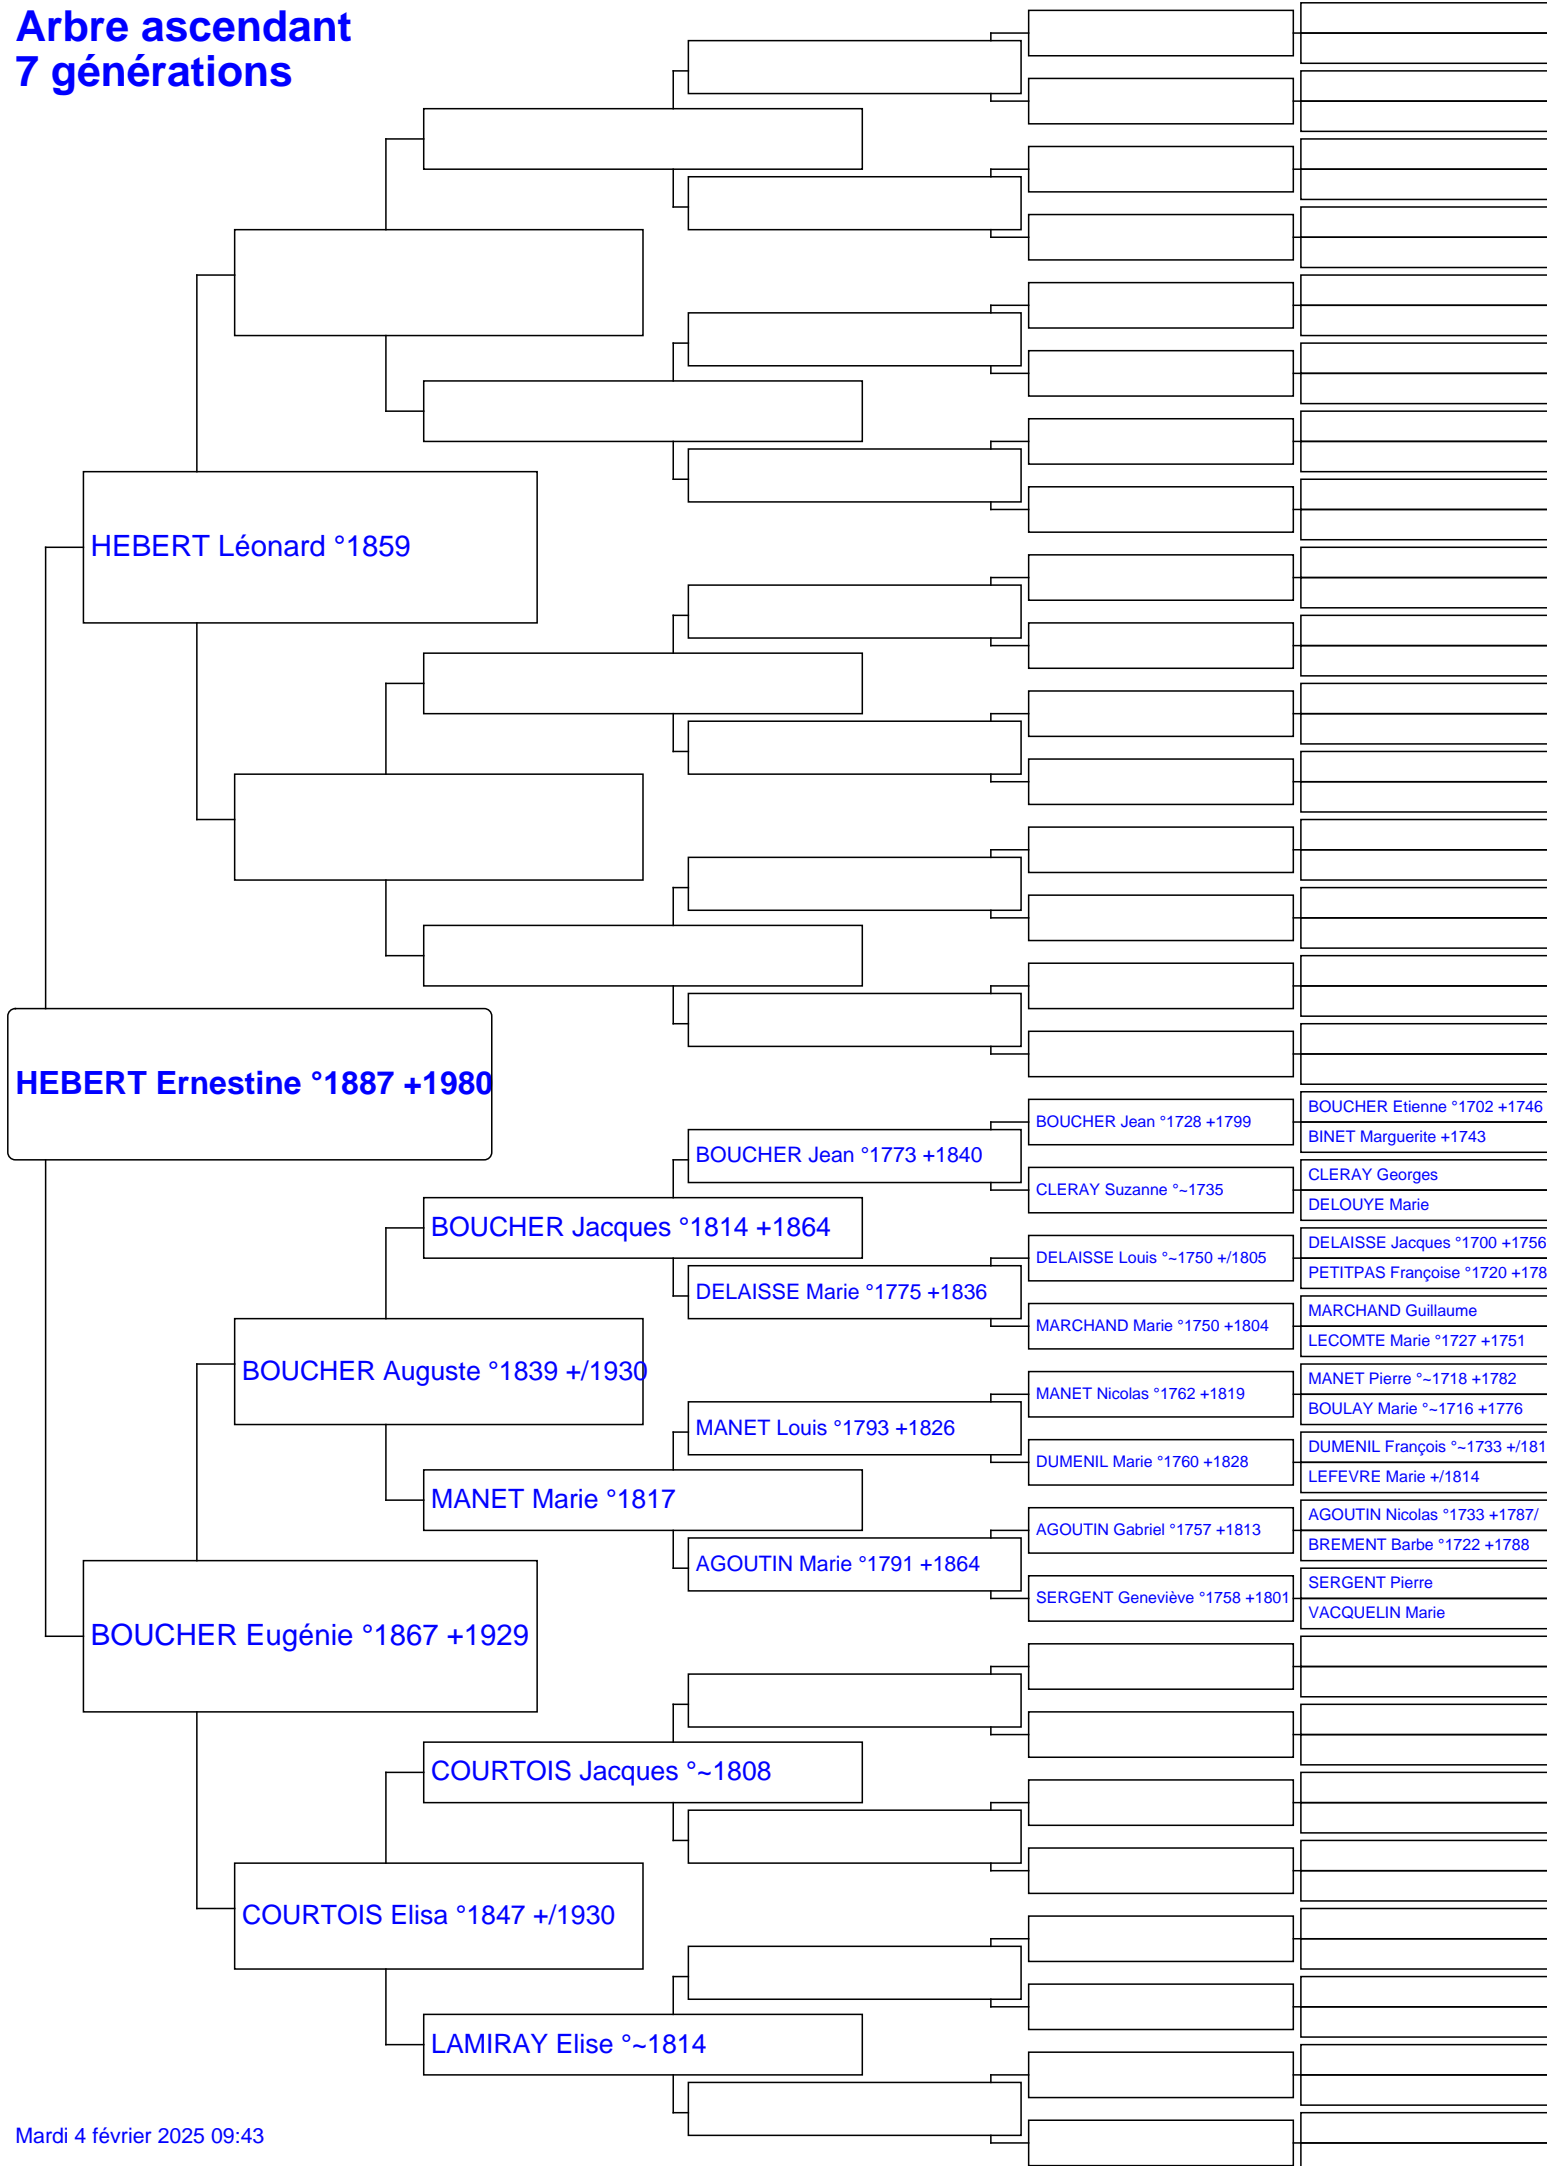 Arbre ascendant
7 générations
HEBERT Léonard °1859
HEBERT Ernestine °1887 +1980
BOUCHER Etienne °1702 +1746
BOUCHER Jean °1728 +1799
BINET Marguerite +1743
BOUCHER Jean °1773 +1840
CLERAY Georges
CLERAY Suzanne °~1735
DELOUYE Marie
BOUCHER Jacques °1814 +1864
DELAISSE Jacques °1700 +1756
DELAISSE Louis °~1750 +/1805
PETITPAS Françoise °1720 +178
DELAISSE Marie °1775 +1836
MARCHAND Guillaume
MARCHAND Marie °1750 +1804
LECOMTE Marie °1727 +1751
BOUCHER Auguste °1839 +/1930
MANET Pierre °~1718 +1782
MANET Nicolas °1762 +1819
BOULAY Marie °~1716 +1776
MANET Louis °1793 +1826
DUMENIL François °~1733 +/181
DUMENIL Marie °1760 +1828
LEFEVRE Marie +/1814
MANET Marie °1817
AGOUTIN Nicolas °1733 +1787/
AGOUTIN Gabriel °1757 +1813
BREMENT Barbe °1722 +1788
AGOUTIN Marie °1791 +1864
SERGENT Pierre
SERGENT Geneviève °1758 +1801
VACQUELIN Marie
BOUCHER Eugénie °1867 +1929
COURTOIS Jacques °~1808
COURTOIS Elisa °1847 +/1930
LAMIRAY Elise °~1814
Mardi 4 février 2025 09:43